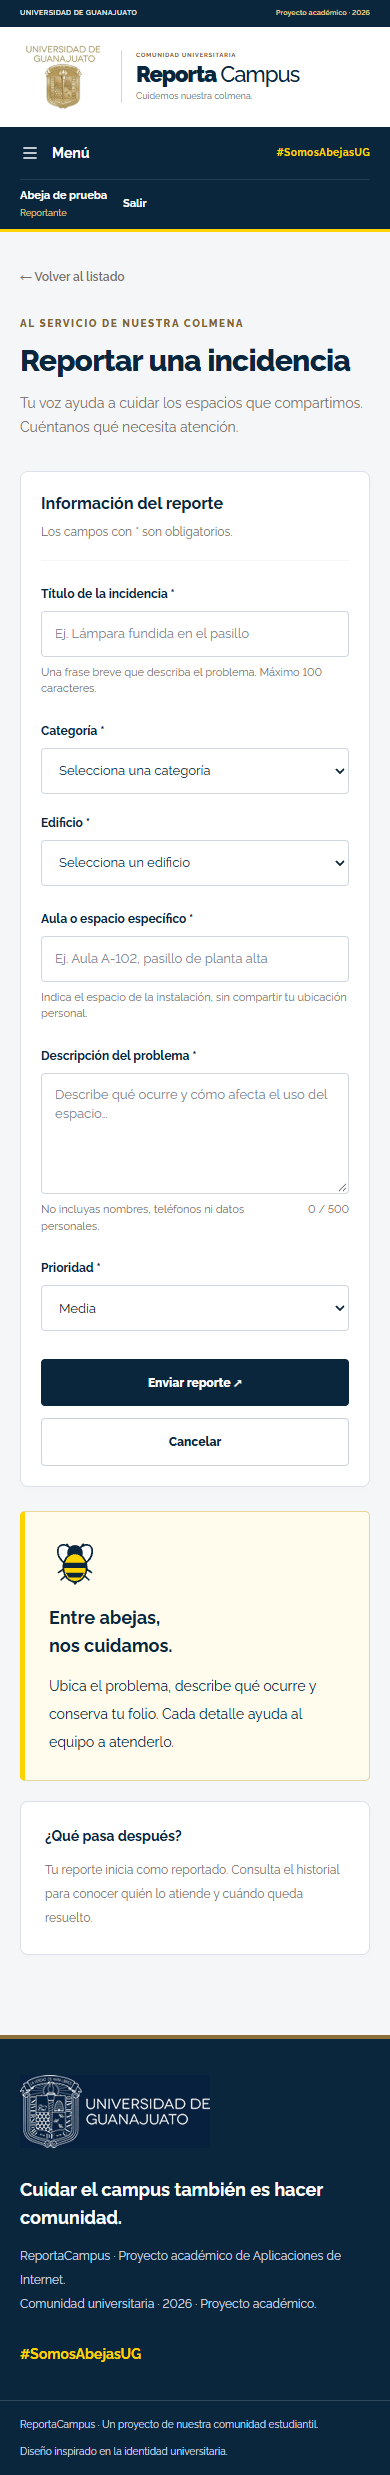 UNIVERSIDAD DE GUANAJUATO
Proyecto académico · 2026
UNIVERSIDAD DE
GUANAJUATO
COMUNIDAD UNIVERSITARIA
Reporta Campus
Cuidemos nuestra colmena.
Menú
#SomosAbejasUG
Abeja de prueba
Reportante
Salir
← Volver al listado
AL SERVICIO DE NUESTRA COLMENA
Reportar una incidencia
Tu voz ayuda a cuidar los espacios que compartimos.
Cuéntanos qué necesita atención.
Información del reporte
Los campos con * son obligatorios.
Título de la incidencia *
Ej. Lámpara fundida en el pasillo
Una frase breve que describa el problema. Máximo 100
caracteres.
Categoría *
Selecciona una categoría
Edificio *
Selecciona un edificio
Aula o espacio específico *
Ej. Aula A-102, pasillo de planta alta
Indica el espacio de la instalación, sin compartir tu ubicación
personal.
Descripción del problema *
Describe qué ocurre y cómo afecta el uso del
espacio...
No incluyas nombres, teléfonos ni datos
personales.
0 / 500
Prioridad *
Media
Enviar reporte ↗
Cancelar
Entre abejas,
nos cuidamos.
Ubica el problema, describe qué ocurre y
conserva tu folio. Cada detalle ayuda al
equipo a atenderlo.
¿Qué pasa después?
Tu reporte inicia como reportado. Consulta el historial
para conocer quién lo atiende y cuándo queda
resuelto.
UNIVERSIDAD DE
GUANAJUATO
Cuidar el campus también es hacer
comunidad.
ReportaCampus · Proyecto académico de Aplicaciones de
Internet.
Comunidad universitaria · 2026 · Proyecto académico.
#SomosAbejasUG
ReportaCampus · Un proyecto de nuestra comunidad estudiantil.
Diseño inspirado en la identidad universitaria.